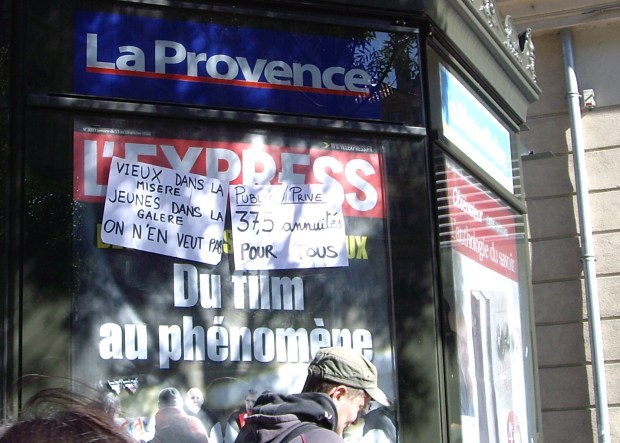 La Provence
L'EXPRESS
VIEUX DANS LA
MISERE
JEUNES DANS LA
GALERE
ON N'EN VEUT PAS
PUBLIC // PRIVE
37,5 annuités
POUR TOUS
Du film
au phénomène